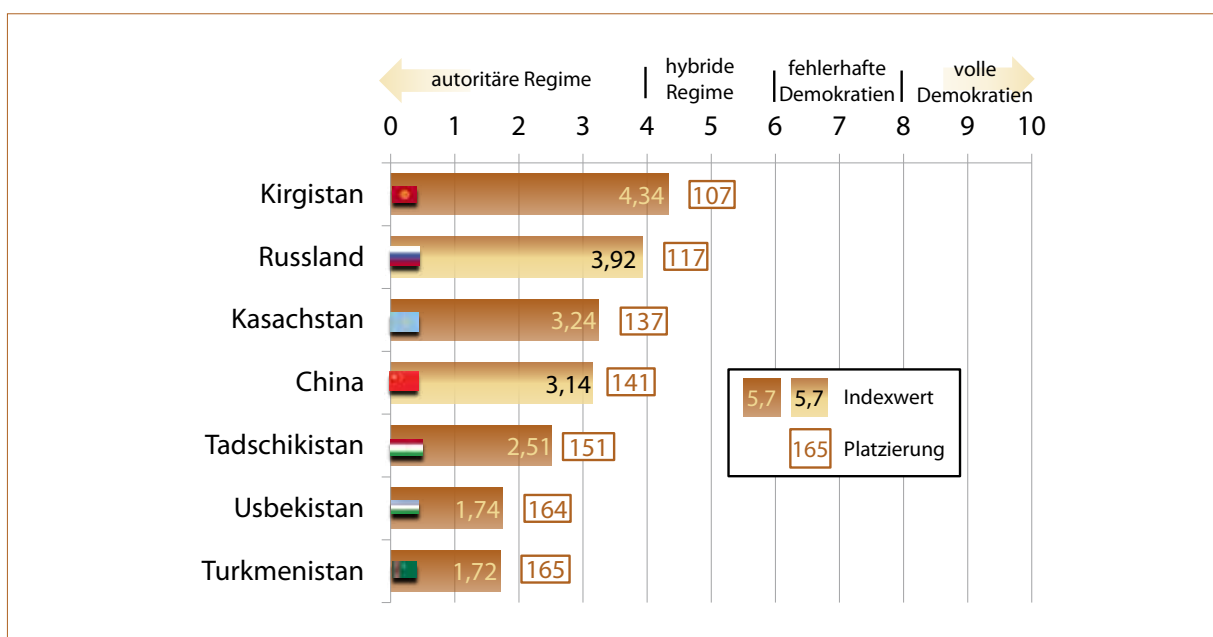 autoritäre Regime
hybride
Regime
fehlerhafte
Demokratien
volle
Demokratien
0 1 2 3 4 5 6 7 8 9 10
Kirgistan 4,34 107
Russland 3,92 117
Kasachstan 3,24 137
China 3,14 141
Tadschikistan 2,51 151
Usbekistan 1,74 164
Turkmenistan 1,72 165
5,7 5,7 Indexwert
165 Platzierung